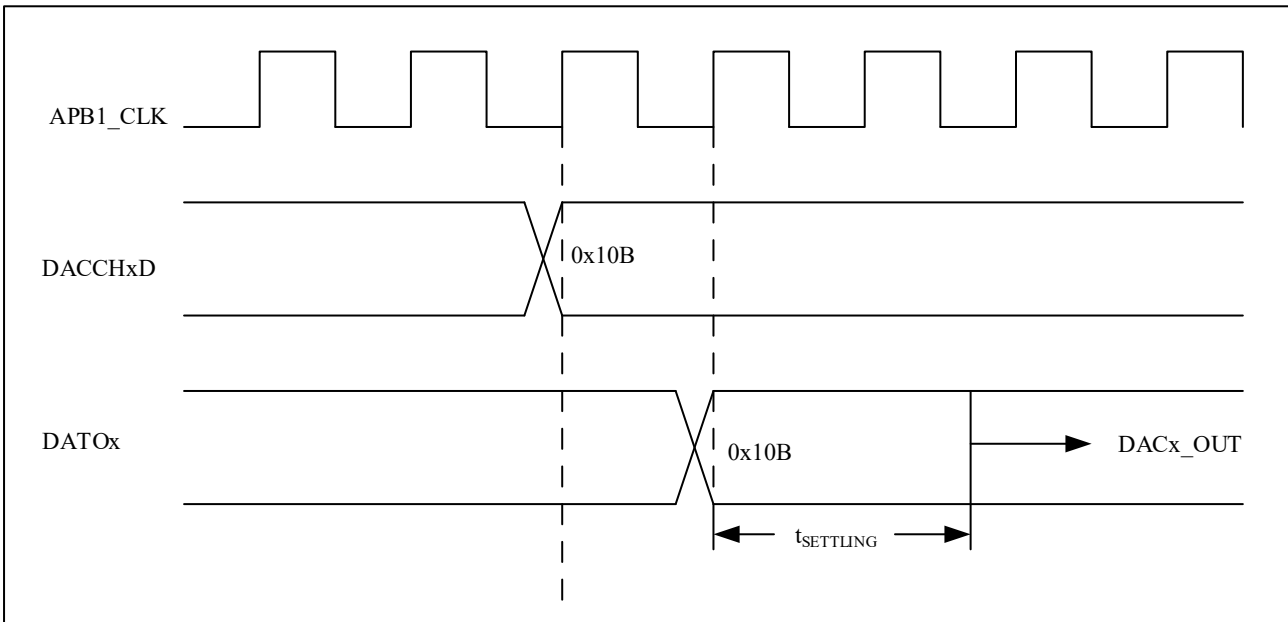 APB1_CLK
DACCHxD
0x10B
DATOx
0x10B
DACx_OUT
tSETTLING